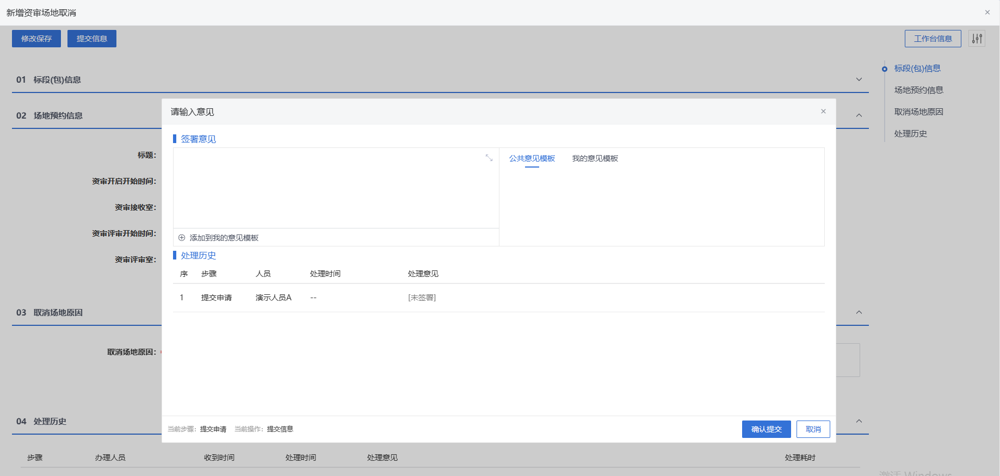 新增资审场地取消
修改保存 提交信息 工作台信息
01 标段(包)信息
02 场地预约信息
标段(包)信息
场地预约信息
取消场地原因
处理历史
标题：
资审开启开始时间：
资审接收室：
资审评审开始时间：
资审评审室：
03 取消场地原因
取消场地原因：
04 处理历史
步骤 办理人员 收到时间 处理时间 处理意见 处理耗时
请输入意见
签署意见
公共意见模板 我的意见模板
添加到我的意见模板
处理历史
序 步骤 人员 处理时间 处理意见
1 提交申请 演示人员A -- [未签署]
当前步骤：提交申请 当前操作：提交信息
确认提交 取消
激活 Windows